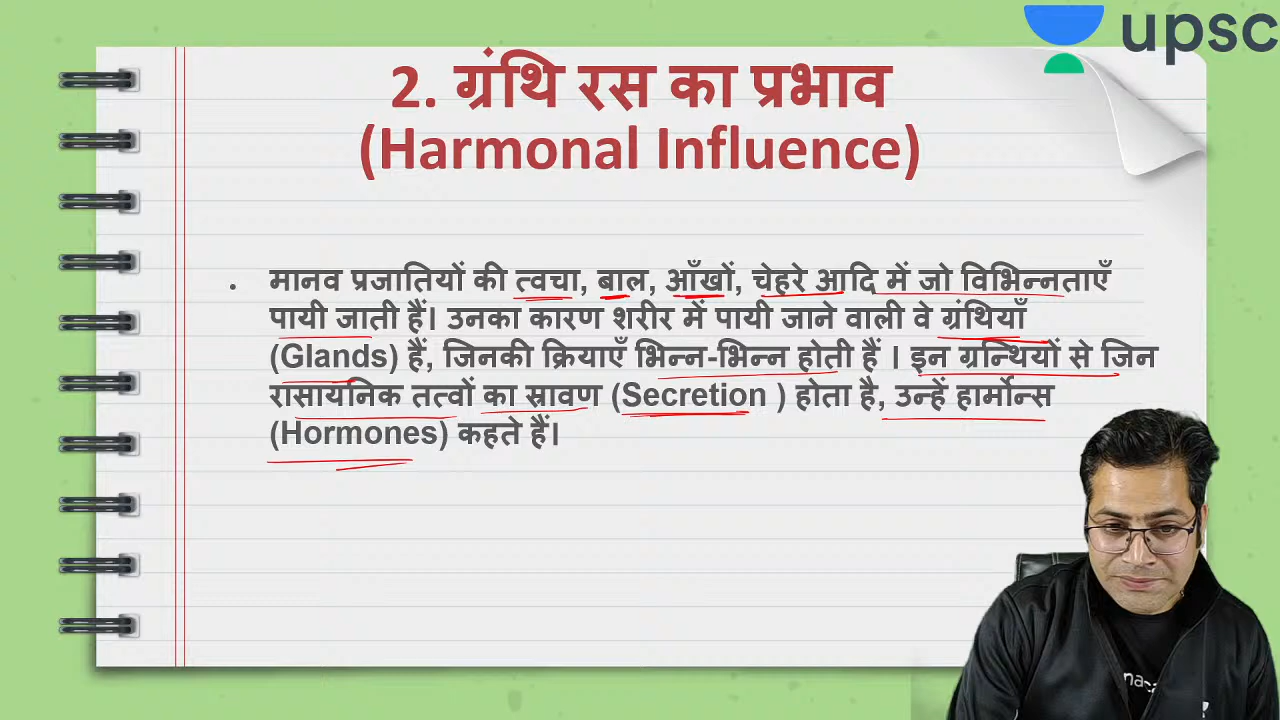 upsc
2. ग्रंथि रस का प्रभाव
(Harmonal Influence)
. मानव प्रजातियों की त्वचा, बाल, आँखों, चेहरे आदि में जो विभिन्नताएँ
पायी जाती हैं। उनका कारण शरीर में पायी जाने वाली वे ग्रंथियाँ
(Glands) हैं, जिनकी क्रियाएँ भिन्न-भिन्न होती हैं । इन ग्रन्थियों से जिन
रासायनिक तत्वों का स्रावण (Secretion ) होता है, उन्हें हार्मोन्स
(Hormones) कहते हैं।